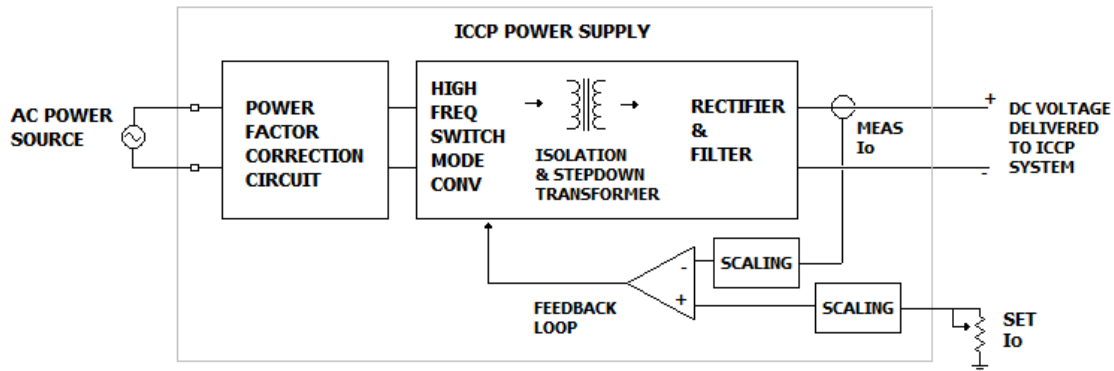 ICCP POWER SUPPLY
AC POWER
SOURCE
POWER
FACTOR
CORRECTION
CIRCUIT
HIGH
FREQ
SWITCH
MODE
CONV
ISOLATION
& STEPDOWN
TRANSFORMER
RECTIFIER
&
FILTER
MEAS
Io
+
-
DC VOLTAGE
DELIVERED
TO ICCP
SYSTEM
FEEDBACK
LOOP
-
+
SCALING
SCALING
SET
Io